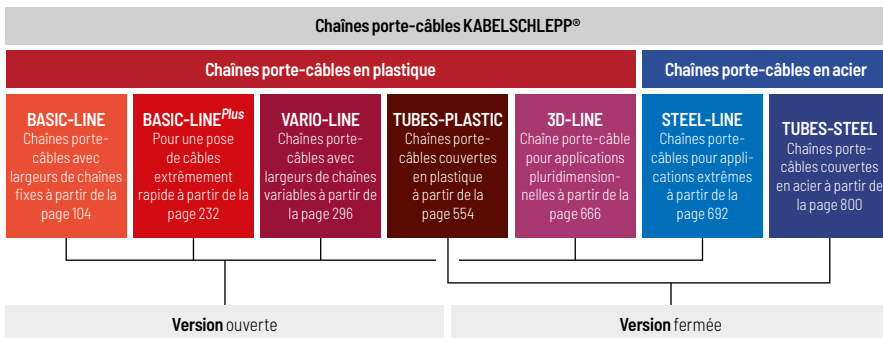 Chaînes porte-câbles KABELSCHLEPP®
Chaînes porte-câbles en plastique
Chaînes porte-câbles en acier
BASIC-LINE
Chaînes porte-
câbles avec
largeurs de chaînes
fixes à partir de la
page 104
BASIC-LINEPlus
Pour une pose
de câbles
extrêmement
rapide à partir de la
page 232
VARIO-LINE
Chaînes porte-
câbles avec
largeurs de chaînes
variables à partir de
la page 296
TUBES-PLASTIC
Chaînes porte-
câbles couvertes
en plastique
à partir de la
page 554
3D-LINE
Chaîne porte-câble
pour applications
pluridimension-
nelles à partir de la
page 666
STEEL-LINE
Chaînes porte-
câbles pour appli-
cations extrêmes
à partir de la
page 692
TUBES-STEEL
Chaînes porte-
câbles couvertes
en acier à partir de
la page 800
Version ouverte
Version fermée